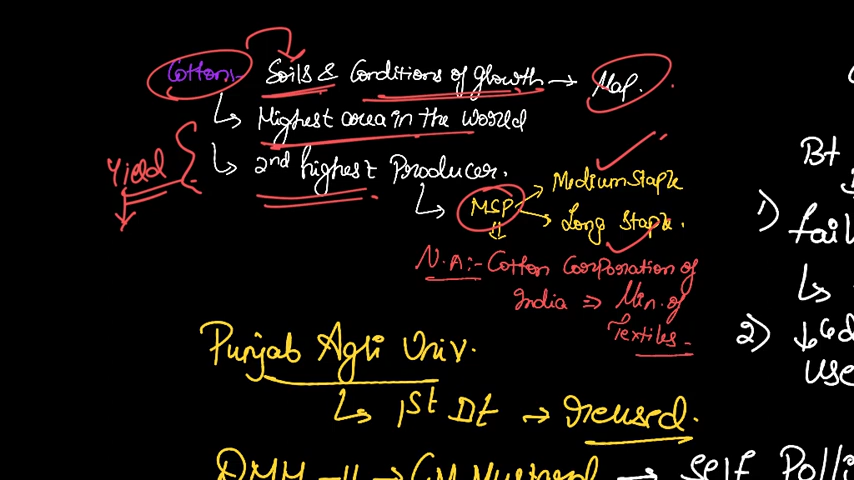 Cotton:- Soils & Conditions of Growth → Map.
↳ Highest area in the World
Yield ↳ 2nd highest Producer.
↳ MSP → Medium Staple
→ Long Staple.
N.A:- Cotton Corporation of
India ⇒ Min. of
Textiles
Punjab Agri Univ.
↳ 1st Bt →
Bt
1) fail
↳
2) ↓
use
DMH-11 → GM Mustard → Self Polli